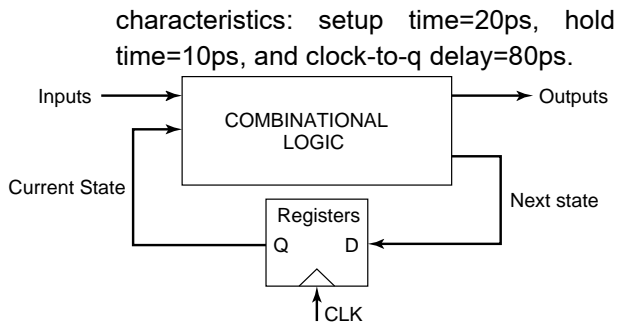 characteristics: setup time=20ps, hold
time=10ps, and clock-to-q delay=80ps.
Inputs
COMBINATIONAL
LOGIC
Outputs
Current State
Next state
Registers
Q D
CLK